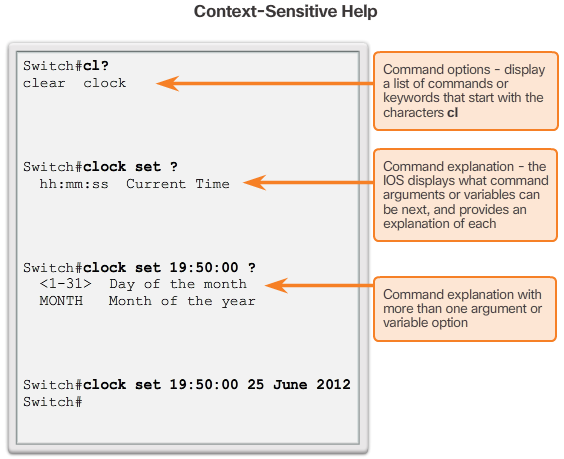 Context-Sensitive Help
Switch#cl?
clear  clock
Command options - display
a list of commands or
keywords that start with the
characters cl
Switch#clock set ?
  hh:mm:ss  Current Time
Command explanation - the
IOS displays what command
arguments or variables can
be next, and provides an
explanation of each
Switch#clock set 19:50:00 ?
  <1-31>  Day of the month
  MONTH   Month of the year
Command explanation with
more than one argument or
variable option
Switch#clock set 19:50:00 25 June 2012
Switch#